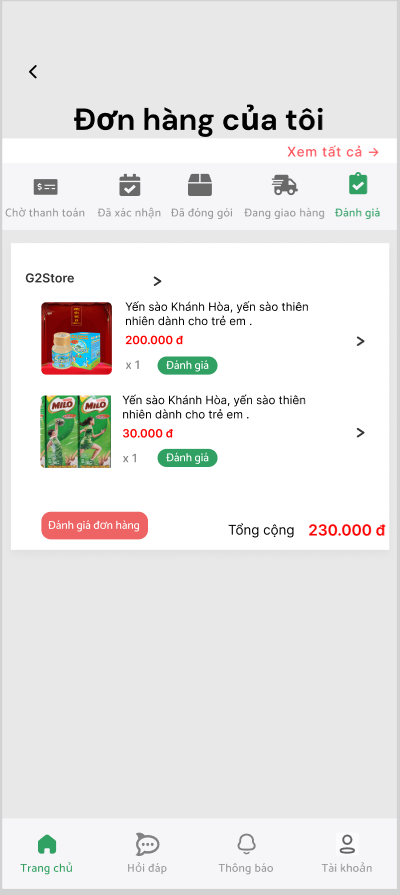 Đơn hàng của tôi
Xem tất cả →
Chờ thanh toán
Đã xác nhận
Đã đóng gói
Đang giao hàng
Đánh giá
G2Store
Yến sào Khánh Hòa, yến sào thiên
nhiên dành cho trẻ em .
200.000 đ
x 1
Đánh giá
MILO MILO
Yến sào Khánh Hòa, yến sào thiên
nhiên dành cho trẻ em .
30.000 đ
x 1
Đánh giá
Đánh giá đơn hàng
Tổng cộng 230.000 đ
Trang chủ
Hỏi đáp
Thông báo
Tài khoản